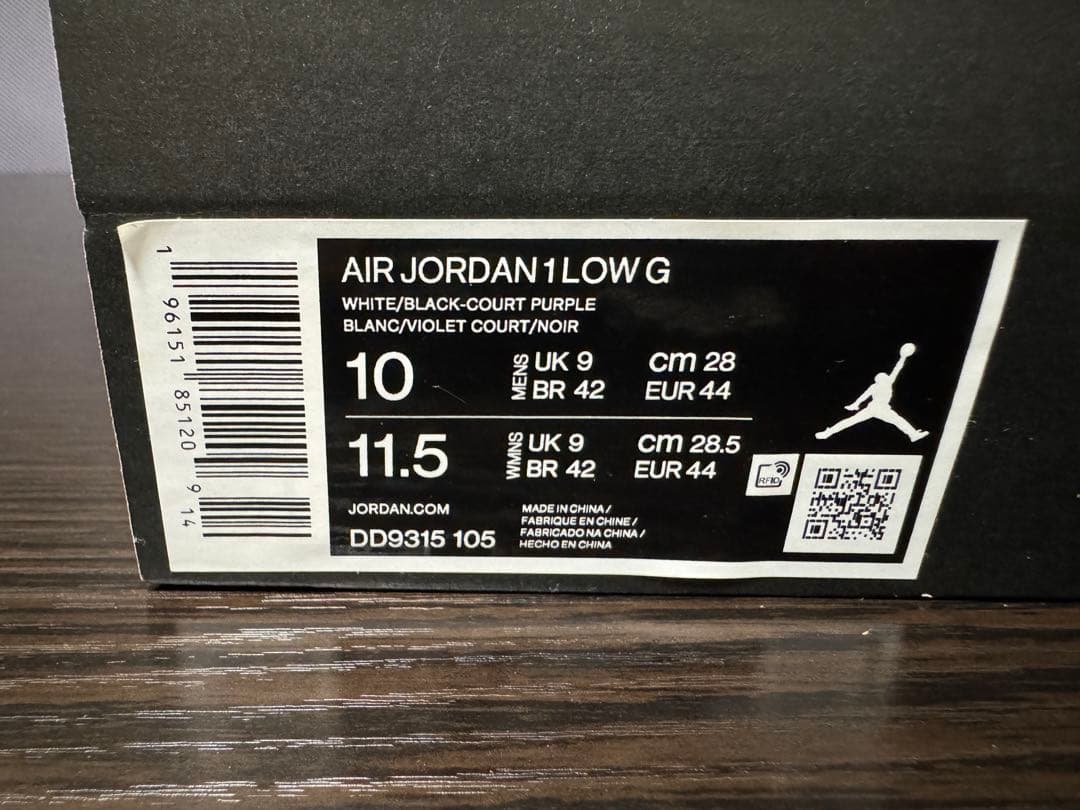 1 96151 85120 9 14
AIR JORDAN 1 LOW G
WHITE/BLACK-COURT PURPLE
BLANC/VIOLET COURT/NOIR
10 MENS UK 9 cm 28
BR 42 EUR 44
11.5 WMNS UK 9 cm 28.5
BR 42 EUR 44
RFID
JORDAN.COM
DD9315 105
MADE IN CHINA /
FABRIQUE EN CHINE /
FABRICADO NA CHINA /
HECHO EN CHINA